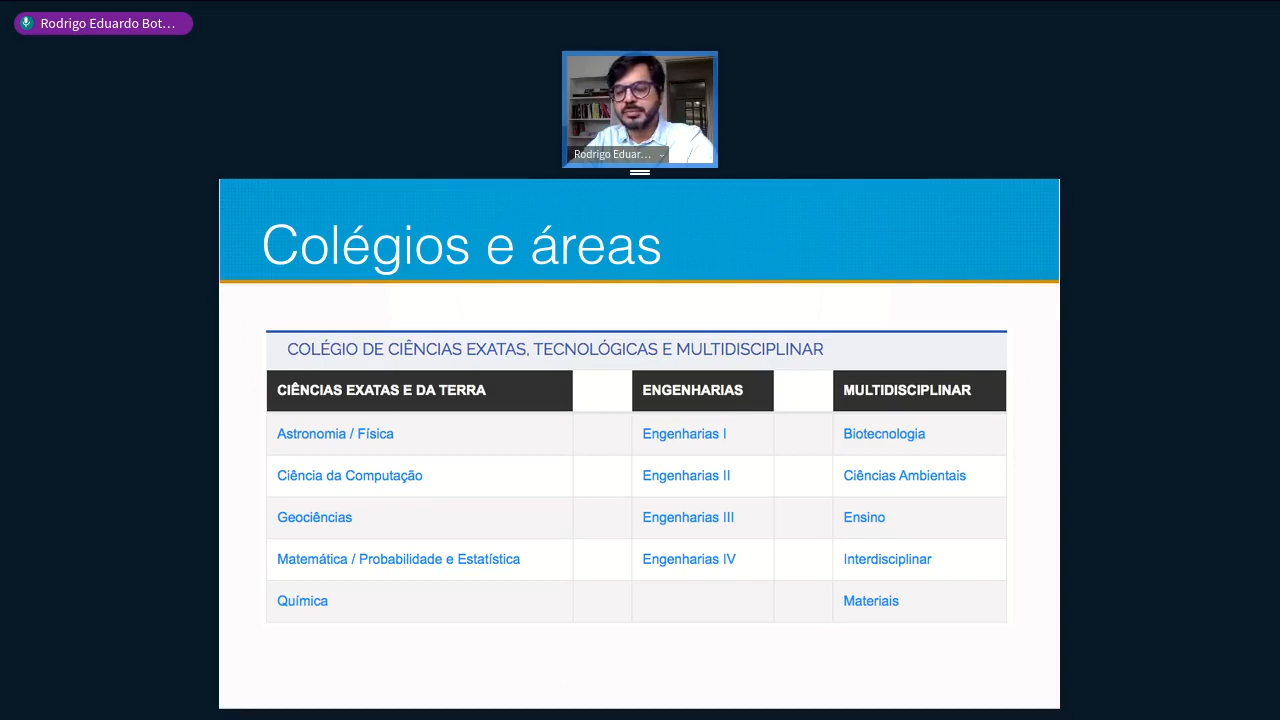 Rodrigo Eduardo Bot...
Rodrigo Eduar...
Colégios e áreas
COLÉGIO DE CIÊNCIAS EXATAS, TECNOLÓGICAS E MULTIDISCIPLINAR
CIÊNCIAS EXATAS E DA TERRA ENGENHARIAS MULTIDISCIPLINAR
Astronomia / Física Engenharias I Biotecnologia
Ciência da Computação Engenharias II Ciências Ambientais
Geociências Engenharias III Ensino
Matemática / Probabilidade e Estatística Engenharias IV Interdisciplinar
Química Materiais